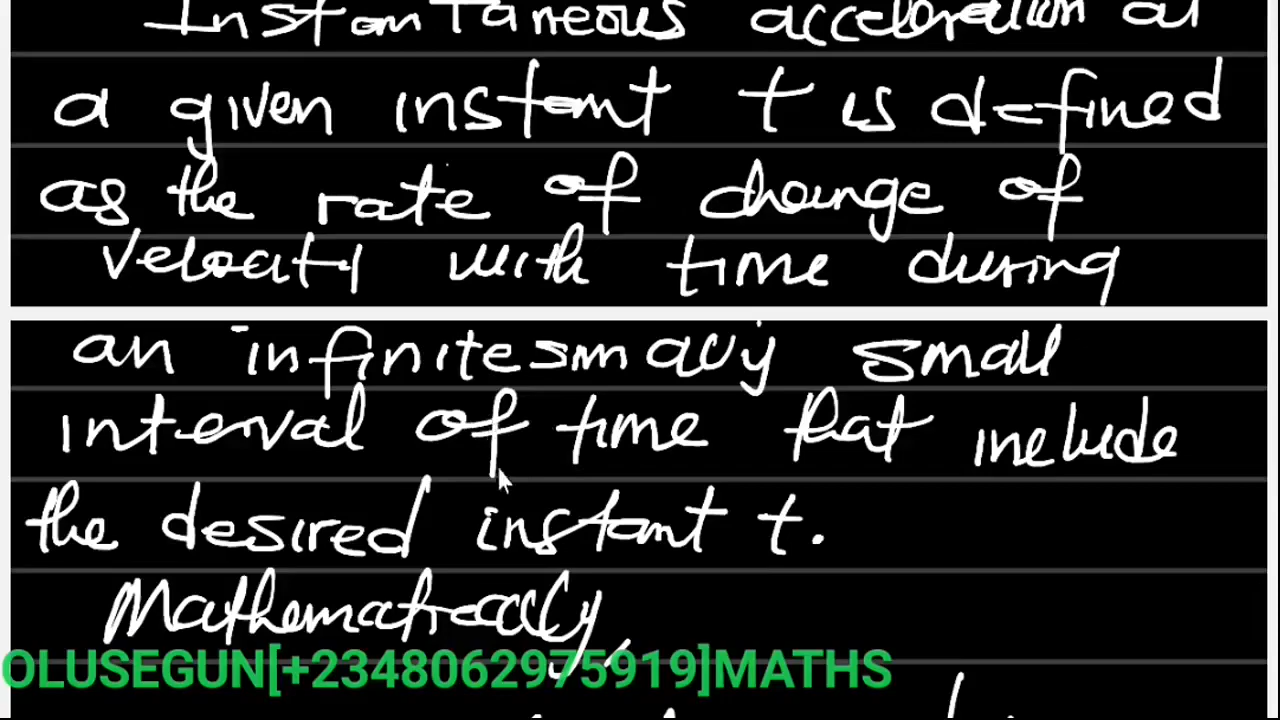 Instantaneous acceleration at
a given instant t is defined
as the rate of change of
velocity with time during
an infinitesmally small
interval of time that include
the desired instant t.
Mathematically,
OLUSEGUN[+2348062975919]MATHS